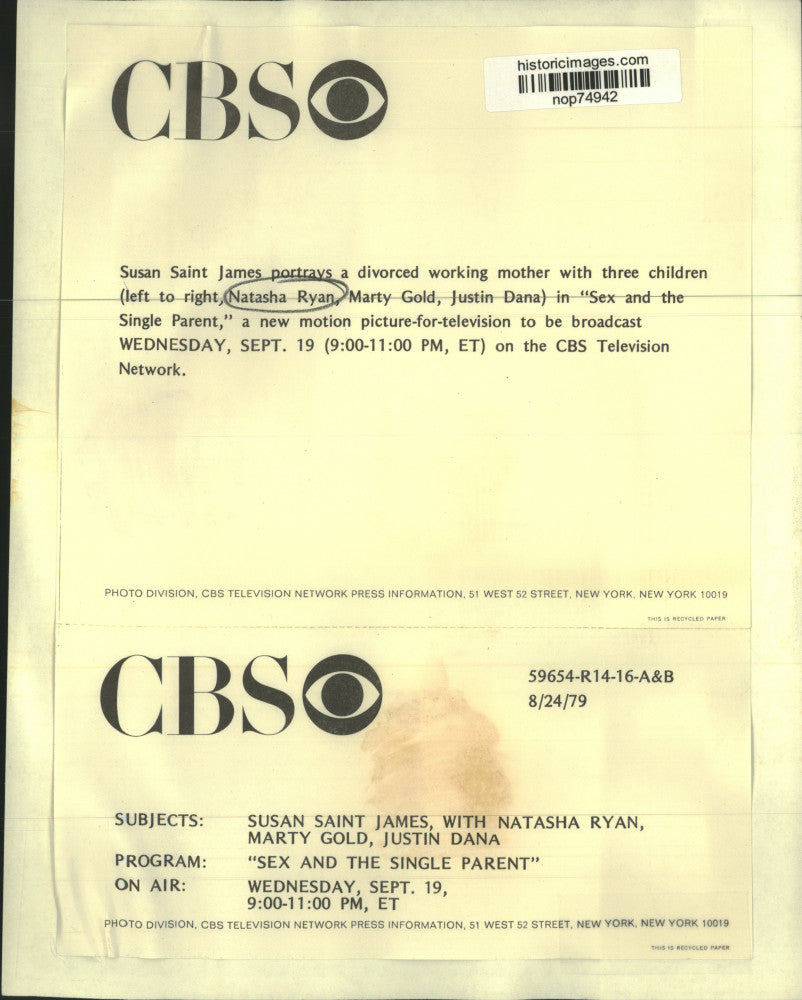 historicimages.com
nop74942
CBS
Susan Saint James portrays a divorced working mother with three children
(left to right, Natasha Ryan, Marty Gold, Justin Dana) in “Sex and the
Single Parent,” a new motion picture-for-television to be broadcast
WEDNESDAY, SEPT. 19 (9:00-11:00 PM, ET) on the CBS Television
Network.
PHOTO DIVISION, CBS TELEVISION NETWORK PRESS INFORMATION, 51 WEST 52 STREET, NEW YORK, NEW YORK 10019
THIS IS RECYCLED PAPER
CBS
59654-R14-16-A&B
8/24/79
SUBJECTS: SUSAN SAINT JAMES, WITH NATASHA RYAN,
MARTY GOLD, JUSTIN DANA
PROGRAM: “SEX AND THE SINGLE PARENT”
ON AIR: WEDNESDAY, SEPT. 19,
9:00-11:00 PM, ET
PHOTO DIVISION, CBS TELEVISION NETWORK PRESS INFORMATION, 51 WEST 52 STREET, NEW YORK, NEW YORK 10019
THIS IS RECYCLED PAPER